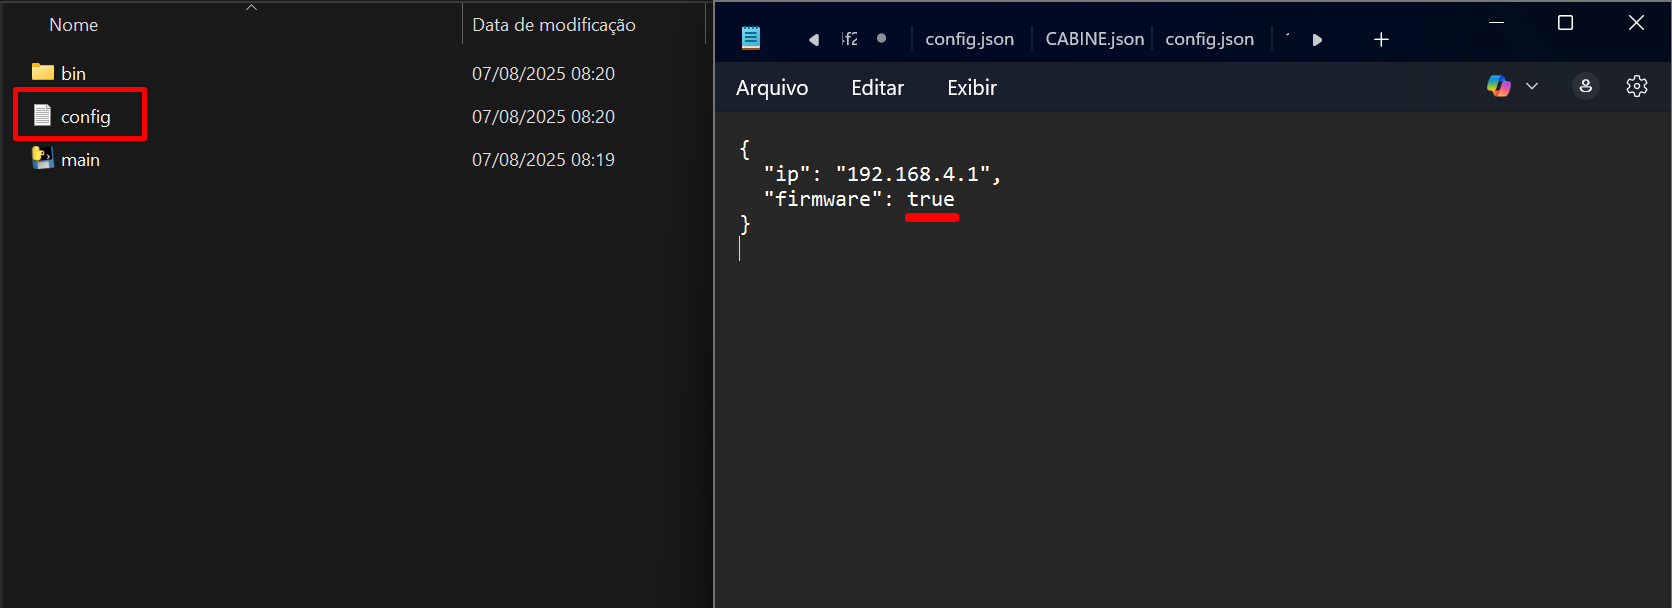 Nome Data de modificação
bin 07/08/2025 08:20
config 07/08/2025 08:20
main 07/08/2025 08:19
config.json CABINE.json config.json
Arquivo Editar Exibir
{
"ip": "192.168.4.1",
"firmware": true
}